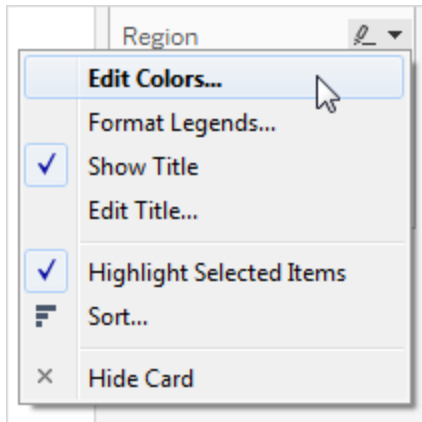 Region
Edit Colors...
Format Legends...
Show Title
Edit Title...
Highlight Selected Items
Sort...
Hide Card